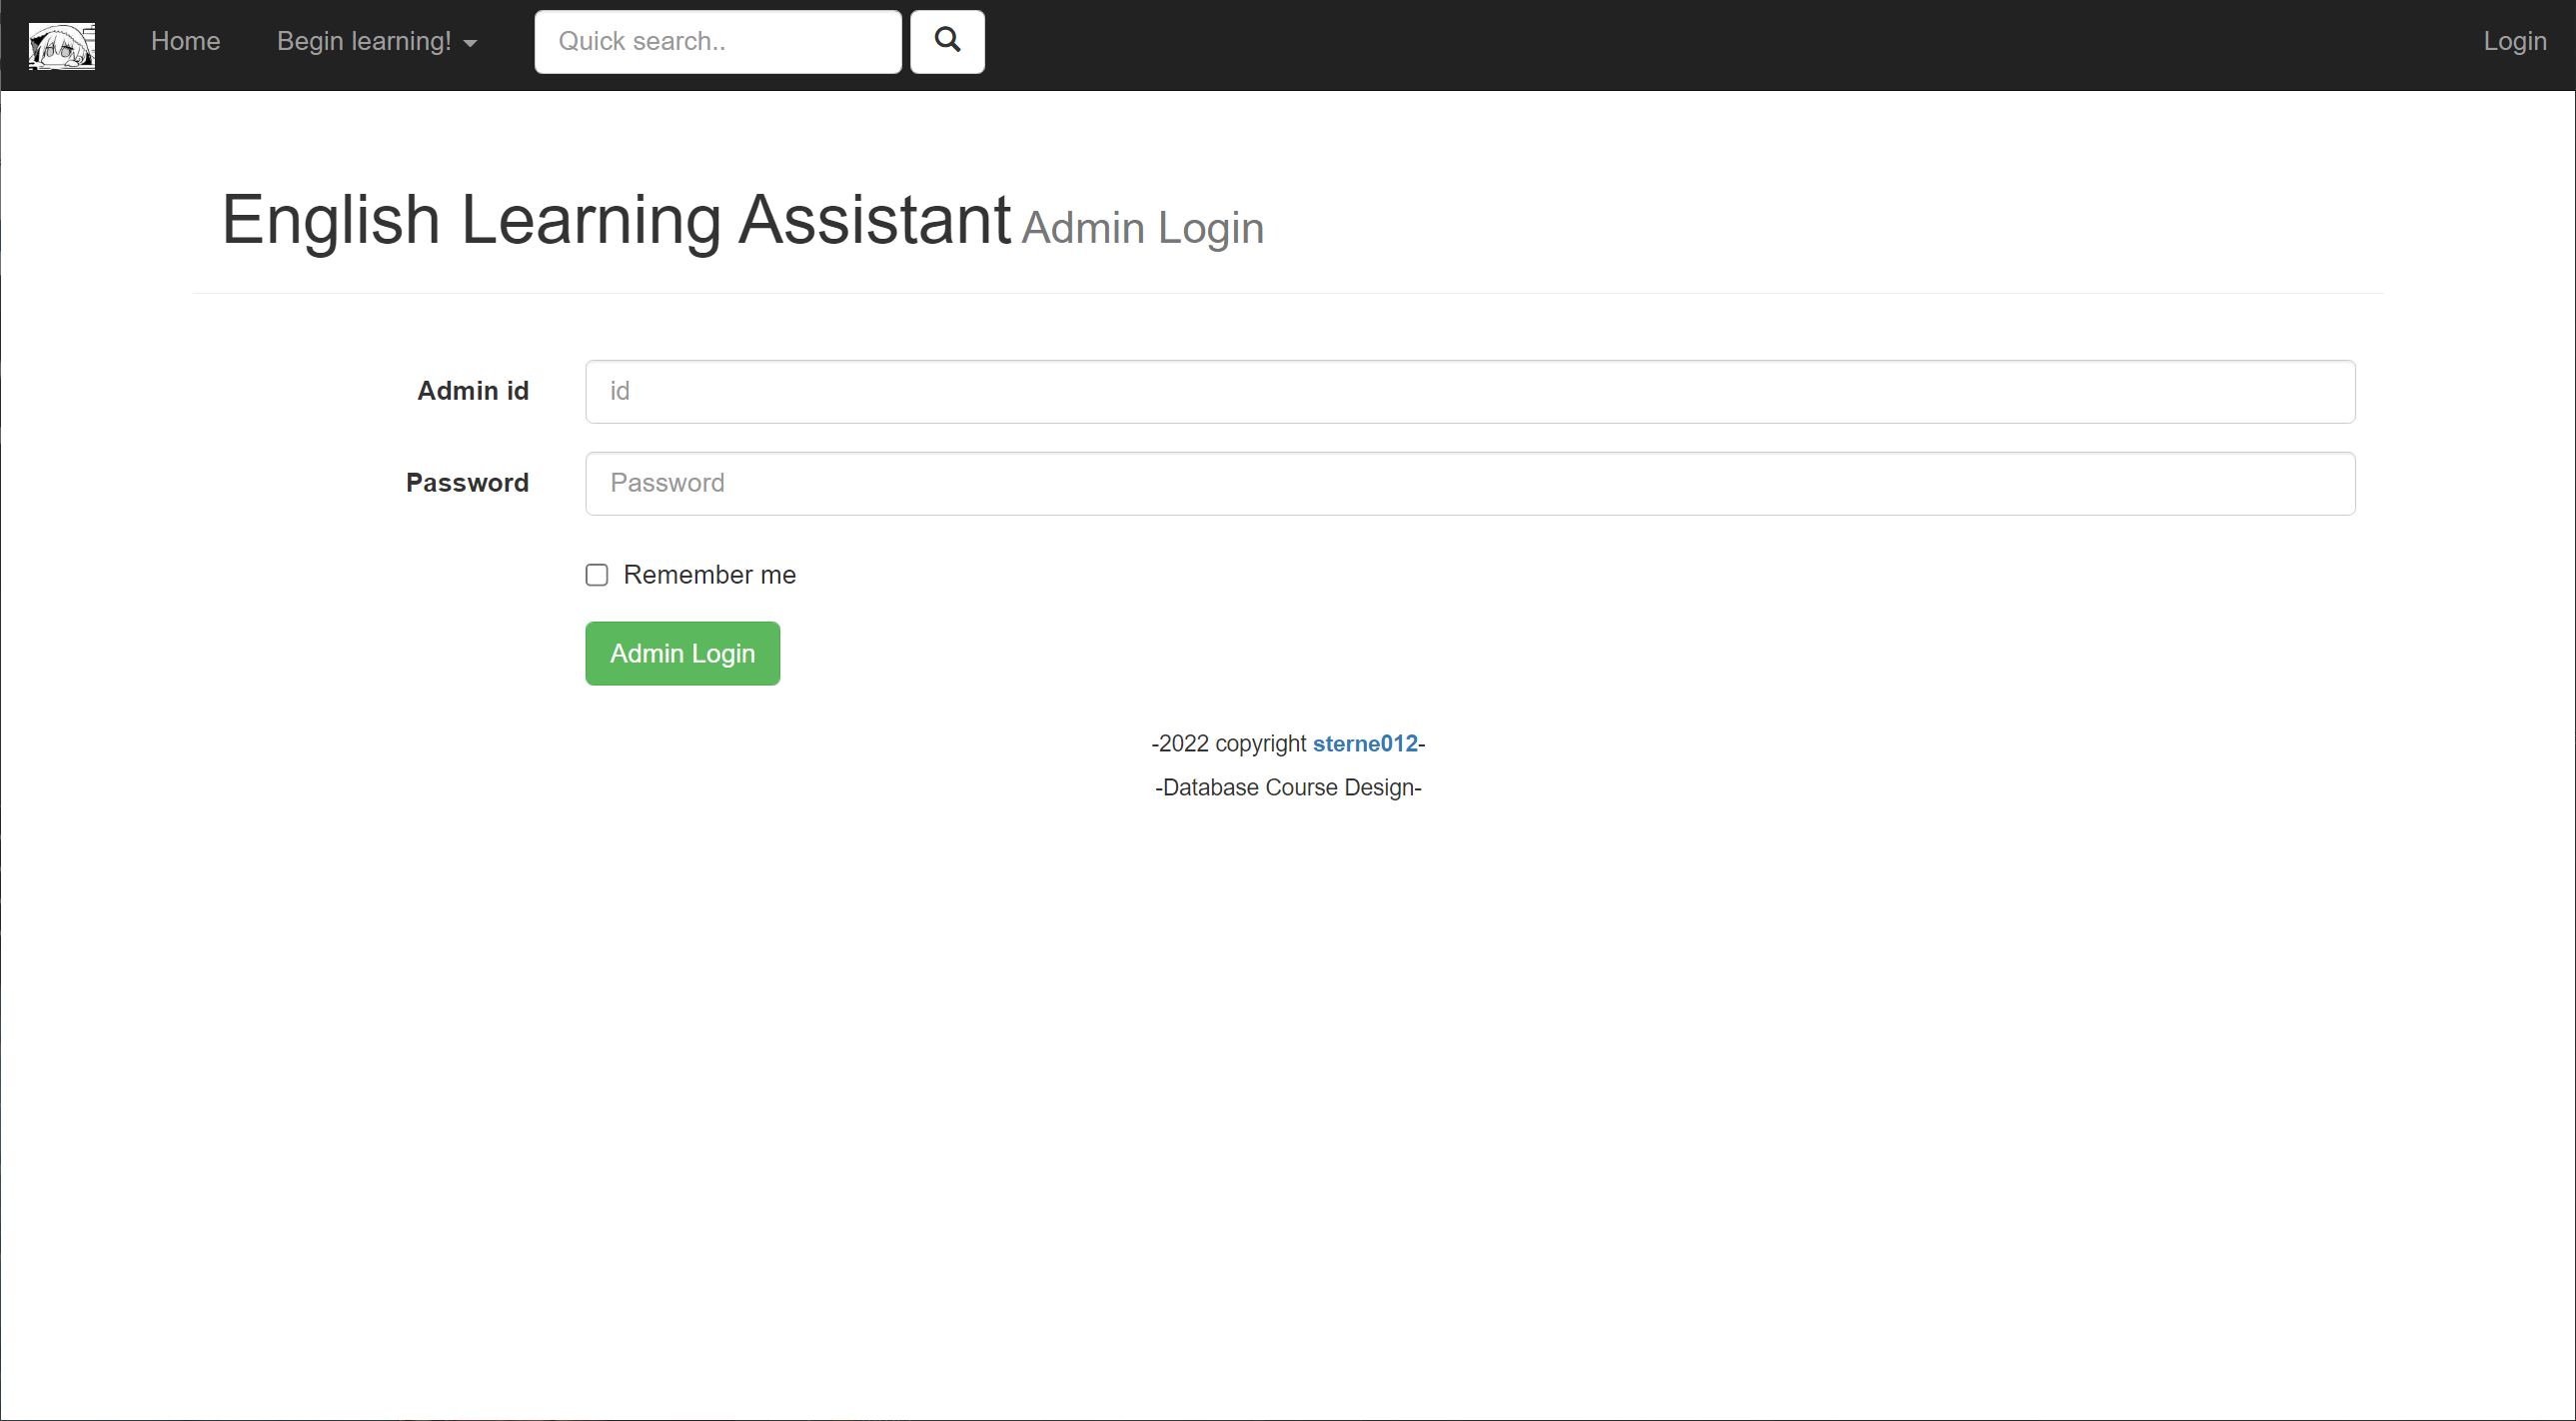 Home Begin learning! Quick search.. Login
English Learning Assistant Admin Login
Admin id id
Password Password
Remember me
Admin Login
-2022 copyright sterne012-
-Database Course Design-